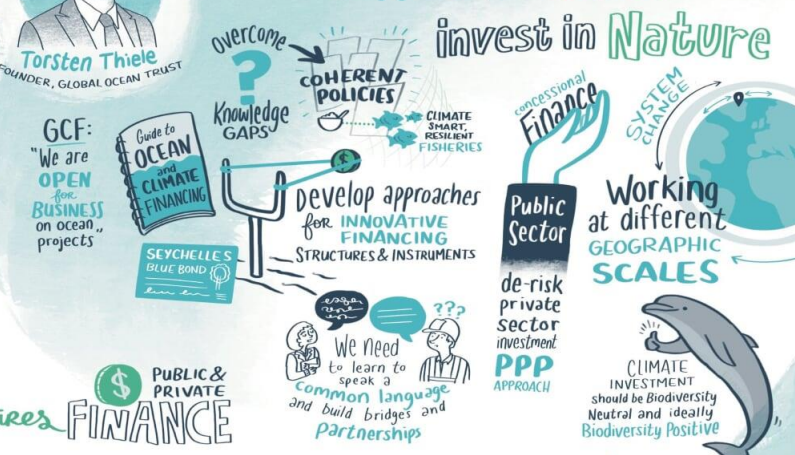 Torsten Thiele
FOUNDER, GLOBAL OCEAN TRUST
GCF:
"We are
OPEN
for
BUSINESS
on ocean
projects"
Guide to
OCEAN
and
CLIMATE
FINANCING
SEYCHELLES
BLUE BOND
overcome
?
Knowledge
GAPS
COHERENT
POLICIES
CLIMATE
SMART,
RESILIENT
FISHERIES
$
Develop approaches
for INNOVATIVE
FINANCING
STRUCTURES & INSTRUMENTS
???
We need
to learn to
speak a
common language
and build bridges and
partnerships
$
PUBLIC &
PRIVATE
FINANCE
invest in Nature
concessional
Finance
Public
Sector
de-risk
private
sector
investment
PPP
APPROACH
SYSTEM
CHANGE
Working
at different
GEOGRAPHIC
SCALES
CLIMATE
INVESTMENT
should be Biodiversity
Neutral and ideally
Biodiversity Positive